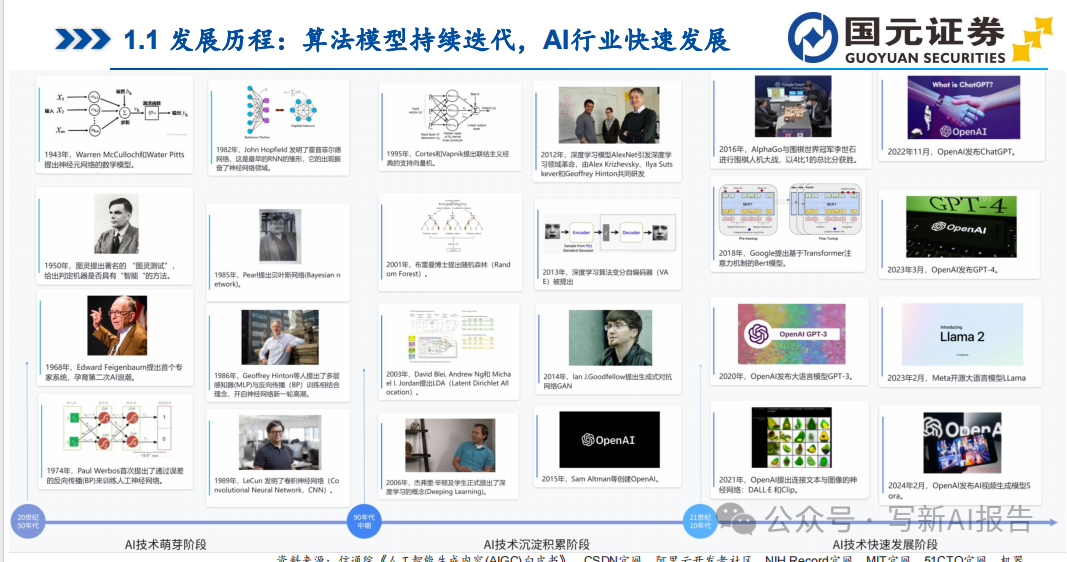 1.1 发展历程：算法模型持续迭代，AI行业快速发展
国元证券
GUOYUAN SECURITIES
1943年，Warren McCulloch和Water Pitts
提出神经元网络的数学模型。
1950年，图灵提出著名的“图灵测试”，
给出判定机器是否具有“智能“的方法。
1968年，Edward Feigenbaum提出首个专
家系统，孕育第二次AI浪潮。
1974年，Paul Werbos首次提出了通过误差
的反向传播(BP)来训练人工神经网络。
1982年，John Hopfield 发明了霍普菲尔德
网络，这是最早的RNN的雏形，它的出现振
奋了神经网络领域。
1985年，Pearl提出贝叶斯网络(Bayesian n
etwork)。
1986年，Geoffrey Hinton等人提出了多层
感知器(MLP)与反向传播（BP）训练相结合
理念，开启神经网络新一轮高潮。
1989年，LeCun 发明了卷积神经网络（Co
nvolutional Neural Network，CNN）。
1995年，Cortes和Vapnik提出联结主义经
典的支持向量机。
2001年，布雷曼博士提出随机森林（Rand
om Forest）。
2003年，David Blei, Andrew Ng和 Micha
el I. Jordan提出LDA（Latent Dirichlet All
ocation）。
2006年，杰弗里·辛顿及学生正式提出了深
度学习的概念(Deeping Learning)。
2012年，深度学习模型AlexNet引发深度学
习领域革命，由Alex Krizhevsky、Ilya Suts
kever和Geoffrey Hinton共同研发
Encoder
Decoder
2013年，深度学习算法变分自编码器（VA
E）被提出
2014年，Ian J.Goodfellow提出生成式对抗
网络GAN
OpenAI
2015年，Sam Altman等创建OpenAI。
2016年，AlphaGo与围棋世界冠军李世石
进行围棋人机大战，以4比1的总比分获胜。
BERT
BERT
Pre-training
Fine-Tuning
2018年，Google提出基于Transformer注
意力机制的Bert模型。
OpenAI GPT-3
2020年，OpenAI发布大语言模型GPT-3。
2021年，OpenAI提出连接文本与图像的神
经网络：DALL·E 和Clip。
What is ChatGPT?
OpenAI
2022年11月，OpenAI发布ChatGPT。
GPT-4
OpenAI
2023年3月，OpenAI发布GPT-4。
Introducing
Llama 2
2023年2月，Meta开源大语言模型LLama
OpenA
2024年2月，OpenAI发布AI视频生成模型S
ora。
20世纪
50年代
90年代
中期
21世纪
10年代
AI技术萌芽阶段
AI技术沉淀积累阶段
AI技术快速发展阶段
公众号·写新AI报告
资料来源：信通院《人工智能生成内容(AIGC)白皮书》，CSDN官网，阿里云开发者社区，NIH Record官网，MIT官网，51CTO官网，机器